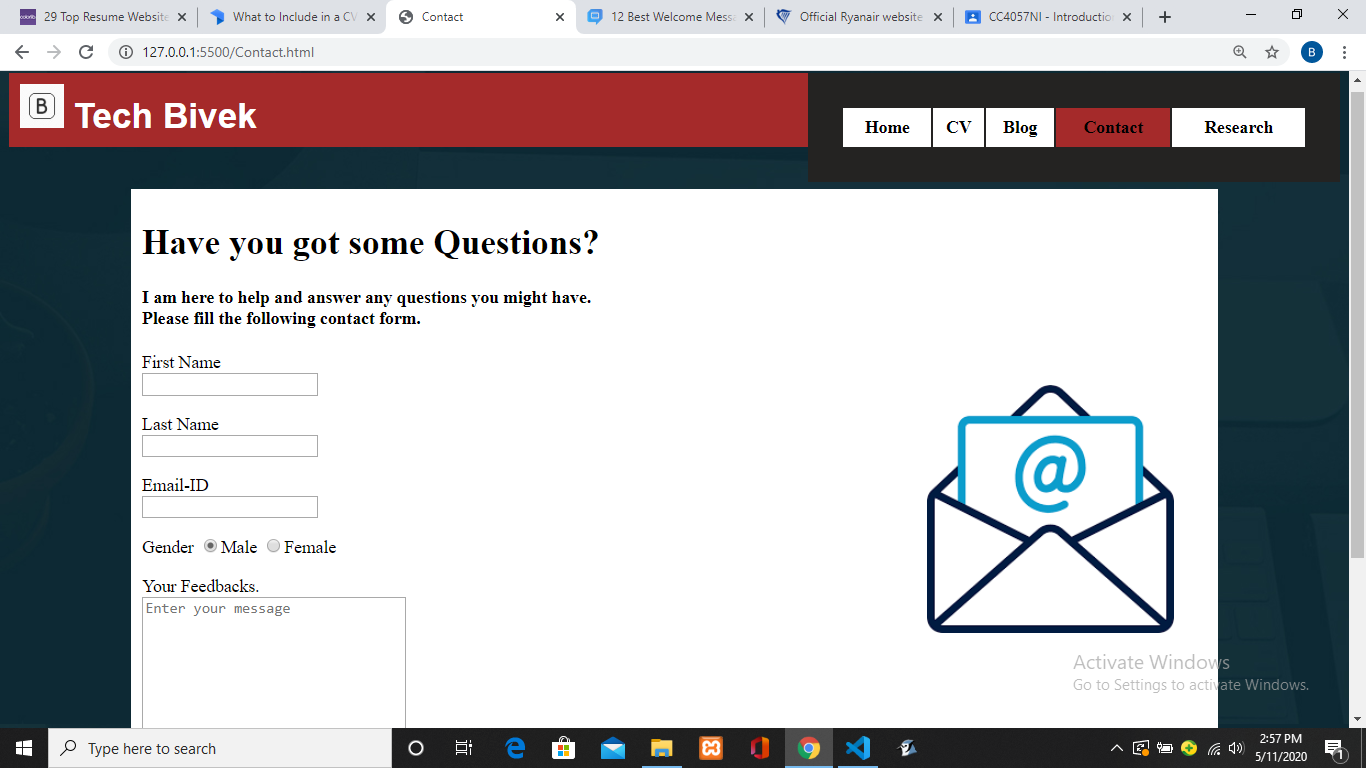 29 Top Resume Website
What to Include in a CV
Contact
12 Best Welcome Mess
Official Ryanair website
CC4057NI - Introduction
127.0.0.1:5500/Contact.html
B
B
Tech Bivek
Home
CV
Blog
Contact
Research
Have you got some Questions?
I am here to help and answer any questions you might have.
Please fill the following contact form.
First Name
Last Name
Email-ID
Gender Male Female
Your Feedbacks.
Enter your message
@
Activate Windows
Go to Settings to activate Windows.
Type here to search
2:57 PM
5/11/2020
1